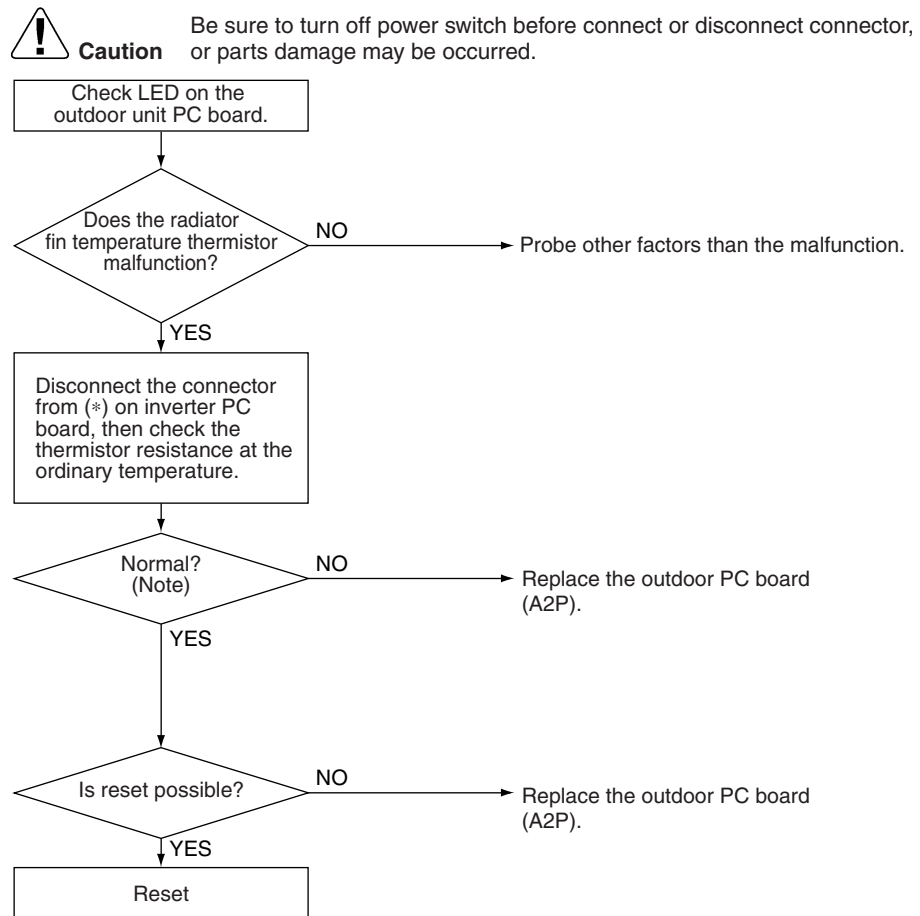 Be sure to turn off power switch before connect or disconnect connector,
Caution or parts damage may be occurred.
Check LED on the
outdoor unit PC board.
Does the radiator
fin temperature thermistor
malfunction?
NO
Probe other factors than the malfunction.
YES
Disconnect the connector
from (*) on inverter PC
board, then check the
thermistor resistance at the
ordinary temperature.
Normal?
(Note)
NO
Replace the outdoor PC board
(A2P).
YES
Is reset possible?
NO
Replace the outdoor PC board
(A2P).
YES
Reset